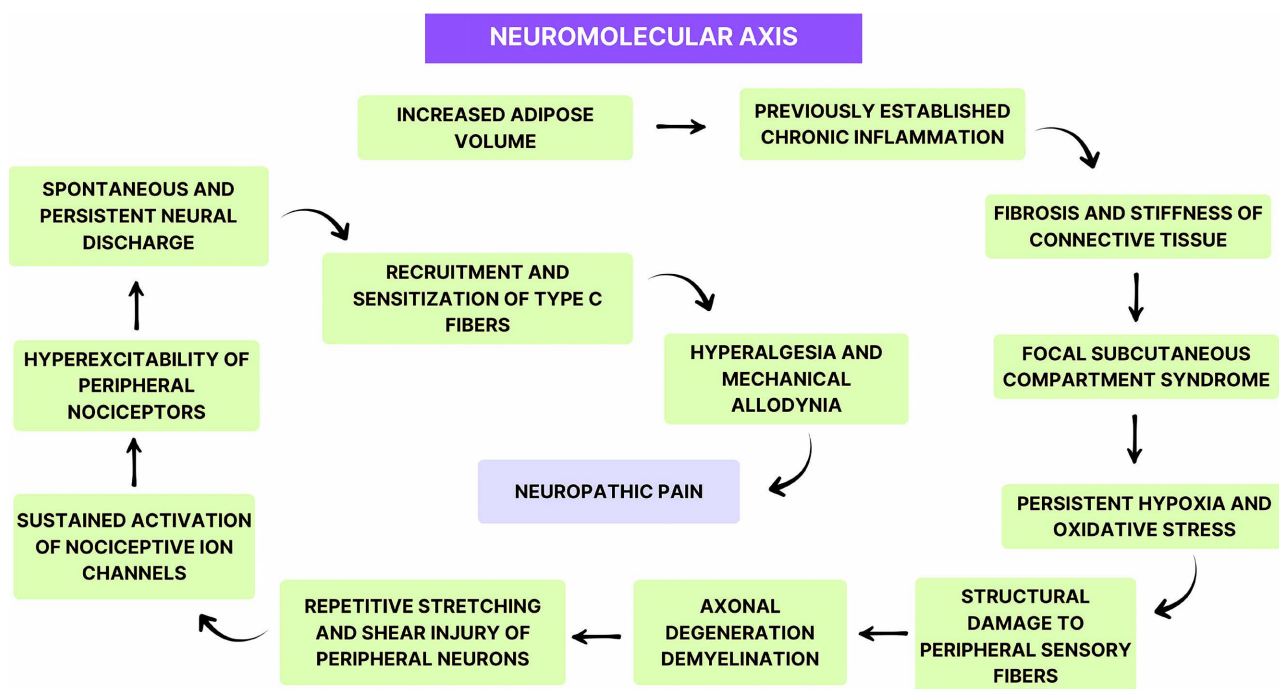 NEUROMOLECULAR AXIS
INCREASED ADIPOSE
VOLUME
PREVIOUSLY ESTABLISHED
CHRONIC INFLAMMATION
FIBROSIS AND STIFFNESS OF
CONNECTIVE TISSUE
FOCAL SUBCUTANEOUS
COMPARTMENT SYNDROME
PERSISTENT HYPOXIA AND
OXIDATIVE STRESS
STRUCTURAL
DAMAGE TO
PERIPHERAL SENSORY
FIBERS
AXONAL
DEGENERATION
DEMYELINATION
REPETITIVE STRETCHING
AND SHEAR INJURY OF
PERIPHERAL NEURONS
SUSTAINED ACTIVATION
OF NOCICEPTIVE ION
CHANNELS
HYPEREXCITABILITY OF
PERIPHERAL
NOCICEPTORS
SPONTANEOUS AND
PERSISTENT NEURAL
DISCHARGE
RECRUITMENT AND
SENSITIZATION OF TYPE C
FIBERS
HYPERALGESIA AND
MECHANICAL
ALLODYNIA
NEUROPATHIC PAIN